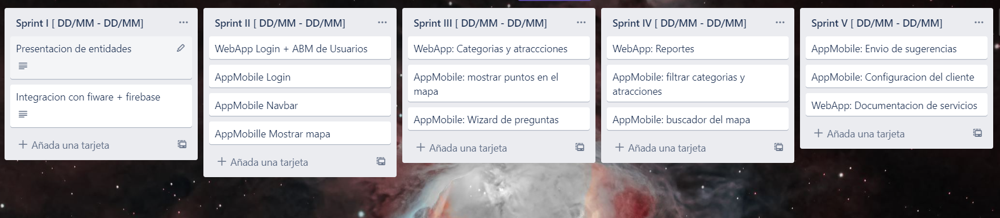 Sprint I [ DD/MM - DD/MM]
Presentacion de entidades
Integracion con fiware + firebase
Añada una tarjeta
Sprint II [ DD/MM - DD/MM]
WebApp Login + ABM de Usuarios
AppMobile Login
AppMobile Navbar
AppMobille Mostrar mapa
Añada una tarjeta
Sprint III [ DD/MM - DD/MM]
WebApp: Categorias y atraccciones
AppMobile: mostrar puntos en el
mapa
AppMobile: Wizard de preguntas
Añada una tarjeta
Sprint IV [ DD/MM - DD/MM]
WebApp: Reportes
AppMobile: filtrar categorias y
atracciones
AppMobile: buscador del mapa
Añada una tarjeta
Sprint V [ DD/MM - DD/MM]
AppMobile: Envio de sugerencias
AppMobile: Configuracion del cliente
WebApp: Documentacion de servicios
Añada una tarjeta